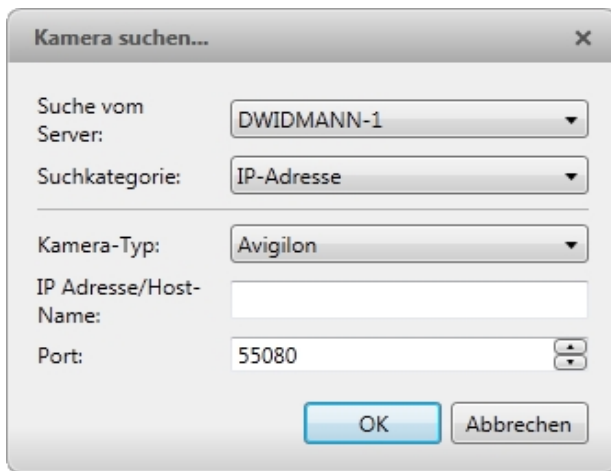 Kamera suchen...
Suche vom
Server:
DWIDMANN-1
Suchkategorie:
IP-Adresse
Kamera-Typ:
Avigilon
IP Adresse/Host-
Name:
Port:
55080
OK
Abbrechen